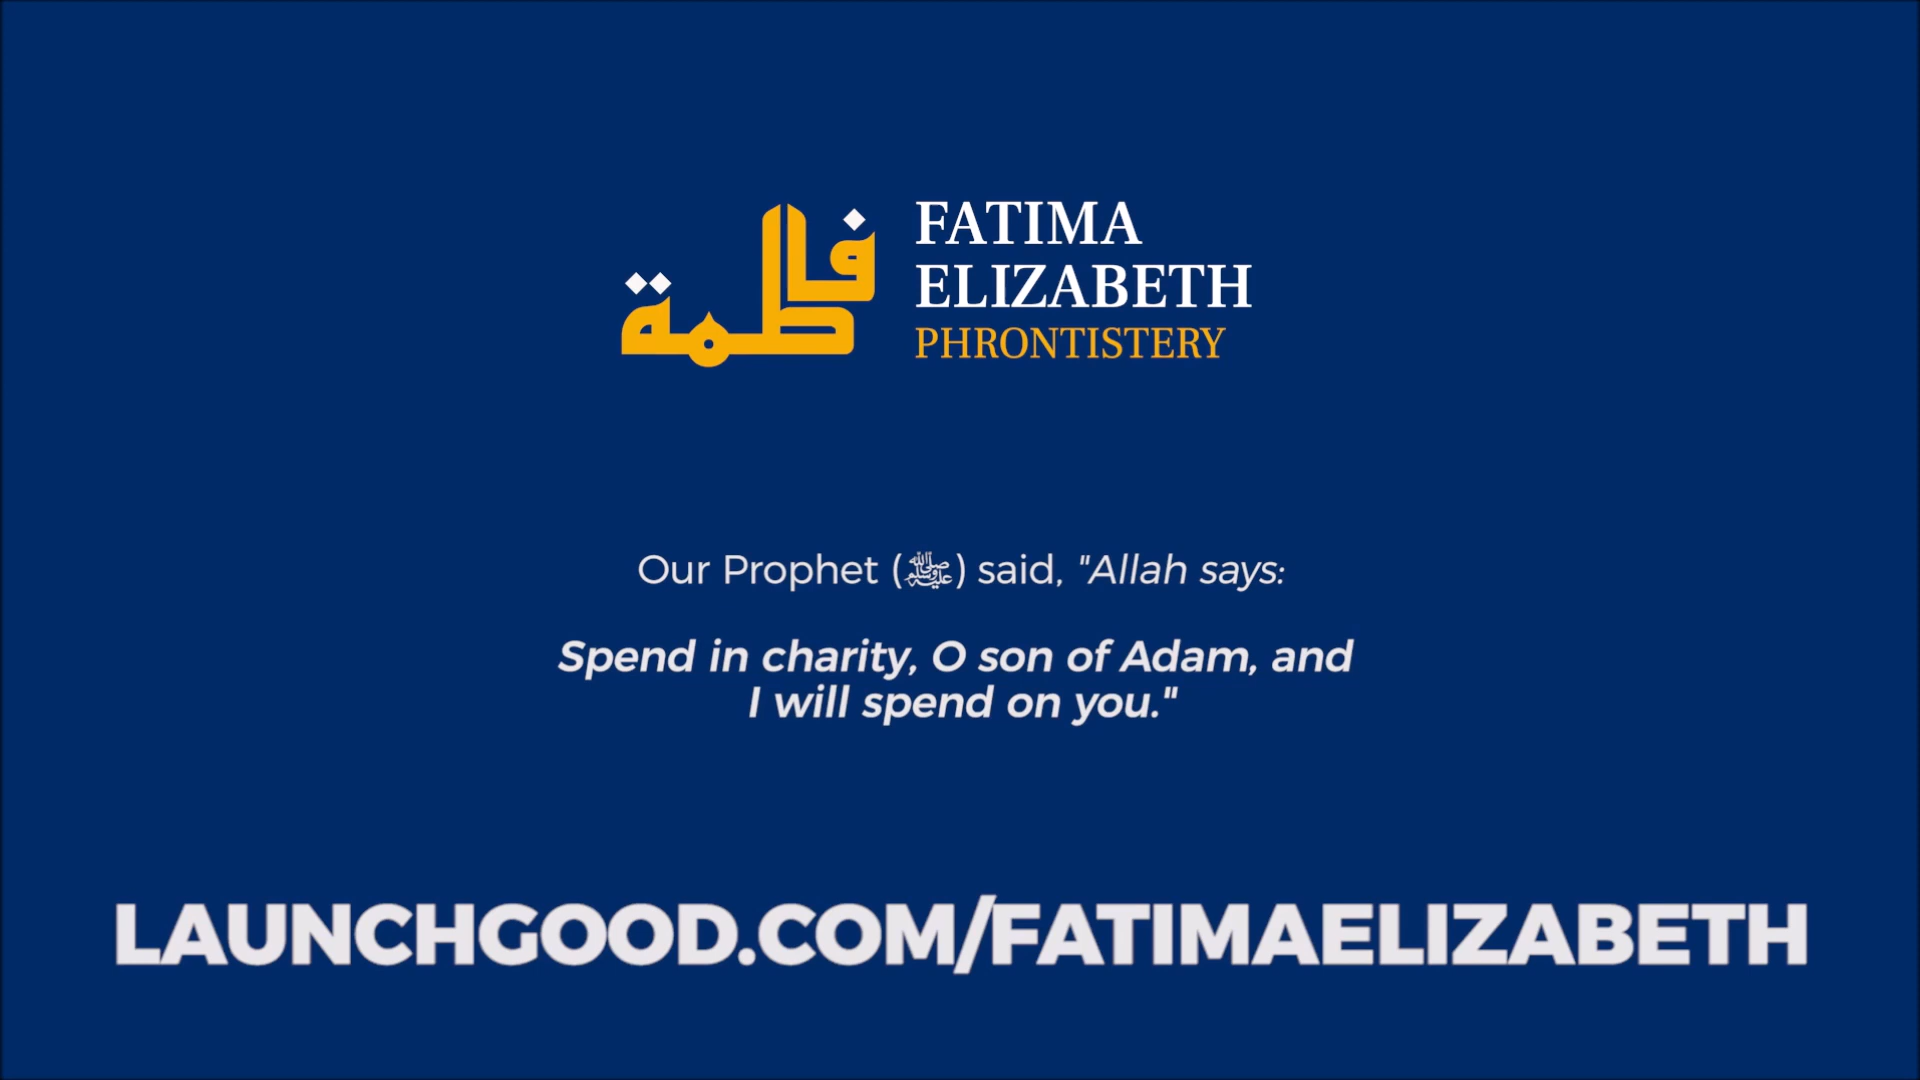 فاطمة
FATIMA
ELIZABETH
PHRONTISTERY
Our Prophet (ﷺ) said, "Allah says:
Spend in charity, O son of Adam, and
I will spend on you."
LAUNCHGOOD.COM/FATIMAELIZABETH